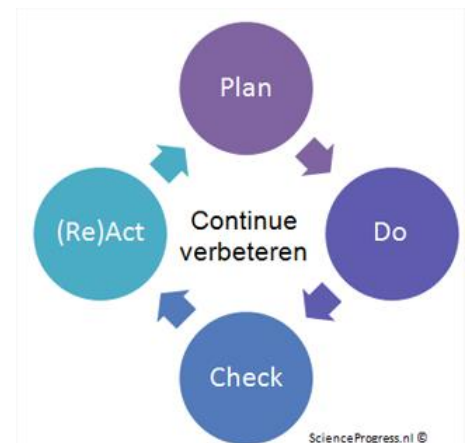 Plan
Do
Check
(Re)Act
Continue
verbeteren
ScienceProgress.nl ©